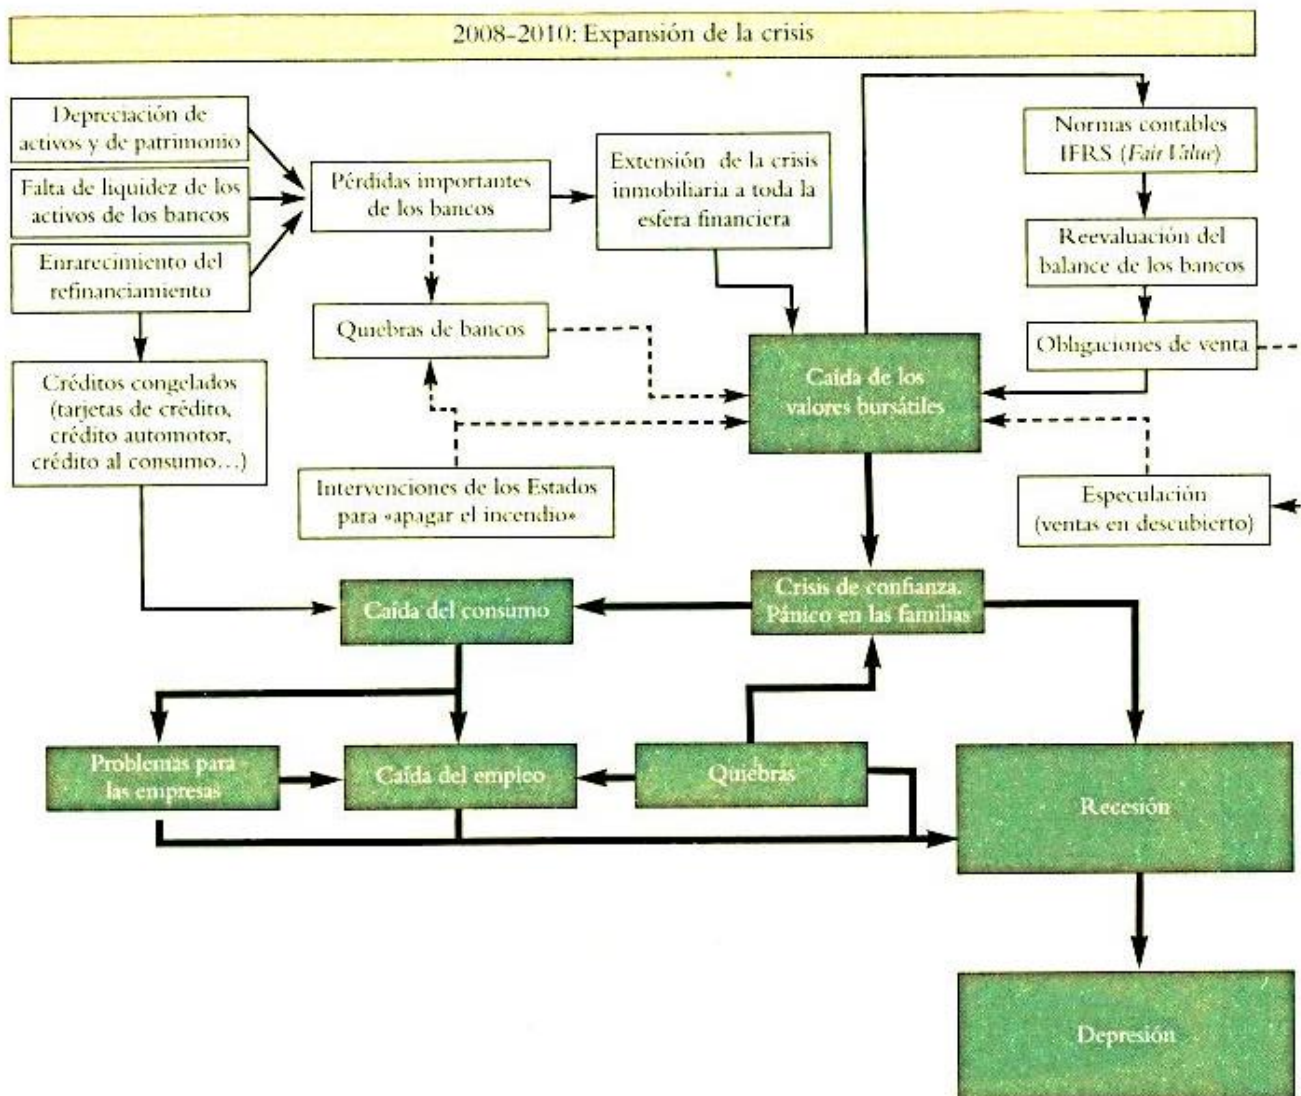 2008-2010: Expansión de la crisis
Depreciación de
activos y de patrimonio
Falta de liquidez de los
activos de los bancos
Enrarecimiento del
refinanciamiento
Pérdidas importantes
de los bancos
Extensión de la crisis
inmobiliaria a toda la
esfera financiera
Normas contables
IFRS (Fair Value)
Reevaluación del
balance de los bancos
Obligaciones de venta
Quiebras de bancos
Créditos congelados
(tarjetas de crédito,
crédito automotor,
crédito al consumo...)
Caída de los
valores bursátiles
Intervenciones de los Estados
para «apagar el incendio»
Especulación
(ventas en descubierto)
Caída del consumo
Crisis de confianza.
Pánico en las familias
Problemas para
las empresas
Caída del empleo
Quiebras
Recesión
Depresión